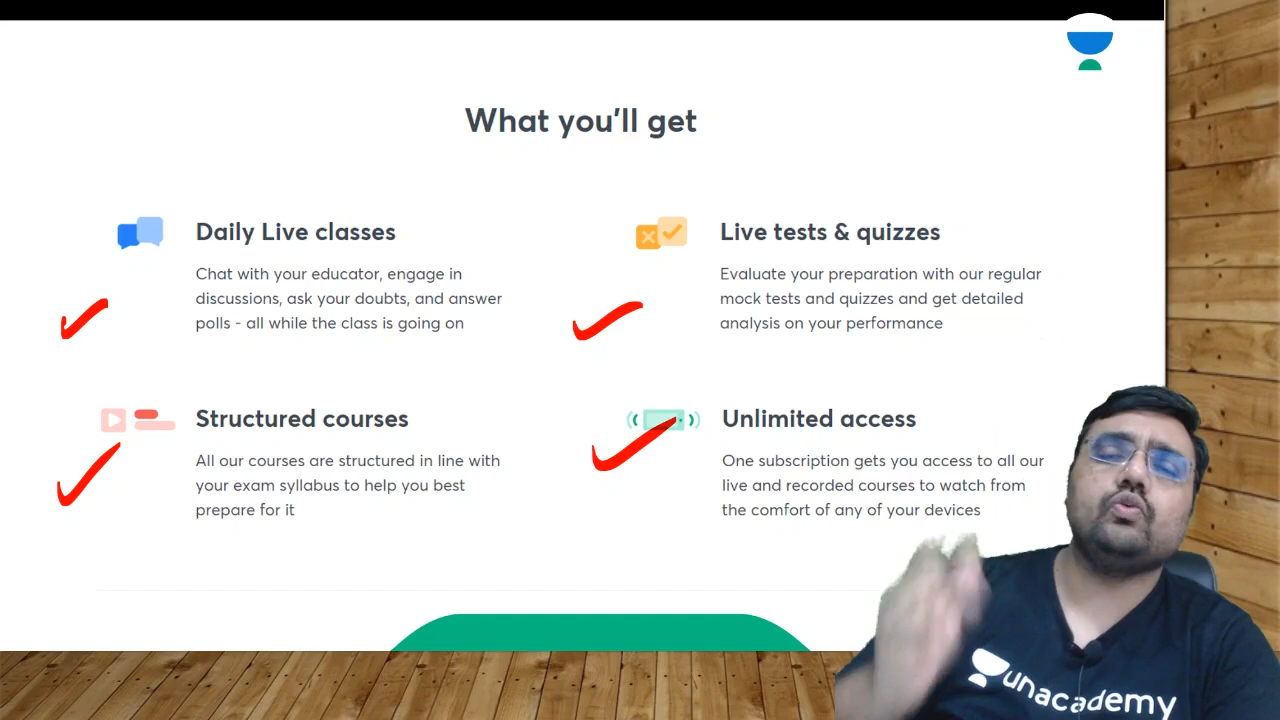 What you'll get
Daily Live classes
Chat with your educator, engage in
discussions, ask your doubts, and answer
polls - all while the class is going on
Live tests & quizzes
Evaluate your preparation with our regular
mock tests and quizzes and get detailed
analysis on your performance
Structured courses
All our courses are structured in line with
your exam syllabus to help you best
prepare for it
Unlimited access
One subscription gets you access to all our
live and recorded courses to watch from
the comfort of any of your devices
unacademy